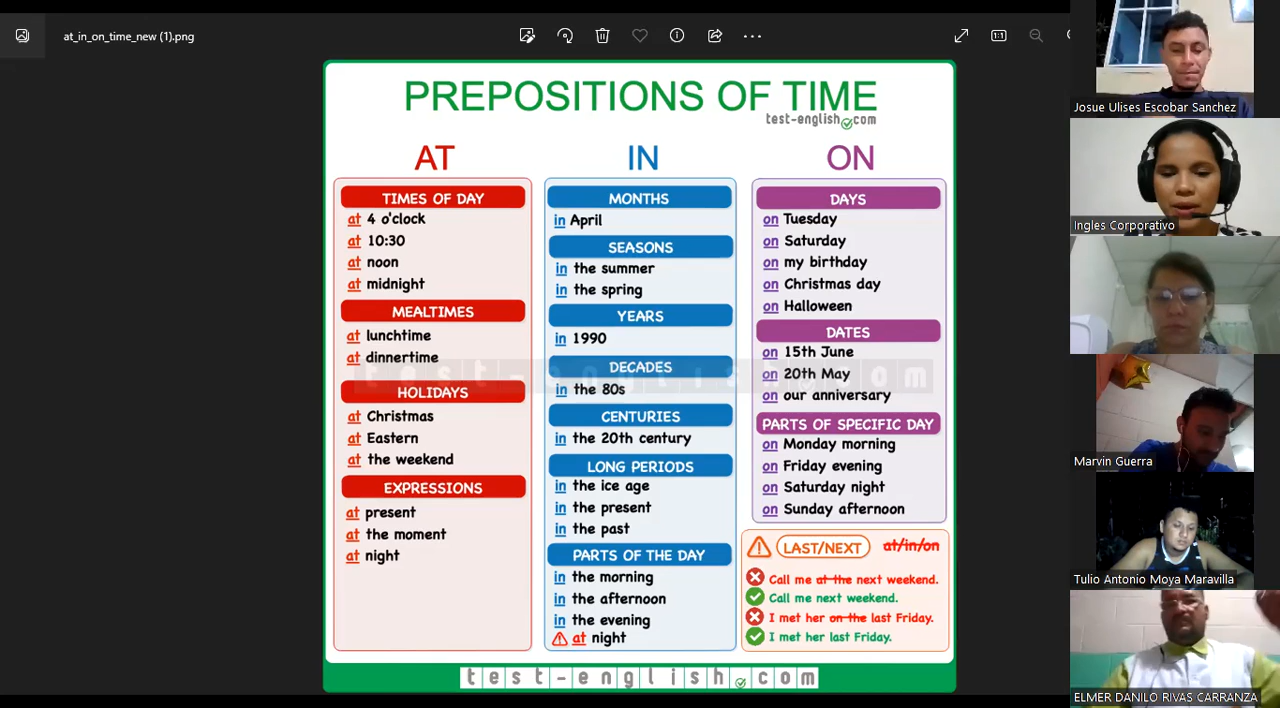 at_in_on_time_new (1).png
PREPOSITIONS OF TIME
test-english.com
AT
TIMES OF DAY
at 4 o'clock
at 10:30
at noon
at midnight
MEALTIMES
at lunchtime
at dinnertime
HOLIDAYS
at Christmas
at Eastern
at the weekend
EXPRESSIONS
at present
at the moment
at night
IN
MONTHS
in April
SEASONS
in the summer
in the spring
YEARS
in 1990
DECADES
in the 80s
CENTURIES
in the 20th century
LONG PERIODS
in the ice age
in the present
in the past
PARTS OF THE DAY
in the morning
in the afternoon
in the evening
at night
ON
DAYS
on Tuesday
on Saturday
on my birthday
on Christmas day
on Halloween
DATES
on 15th June
on 20th May
on our anniversary
PARTS OF SPECIFIC DAY
on Monday morning
on Friday evening
on Saturday night
on Sunday afternoon
LAST/NEXT at/in/on
Call me at the next weekend.
Call me next weekend.
I met her on the last Friday.
I met her last Friday.
test-english.com
test-english.com
1:1
Josue Ulises Escobar Sanchez
Ingles Corporativo
Marvin Guerra
Tulio Antonio Moya Maravilla
ELMER DANILO RIVAS CARRANZA